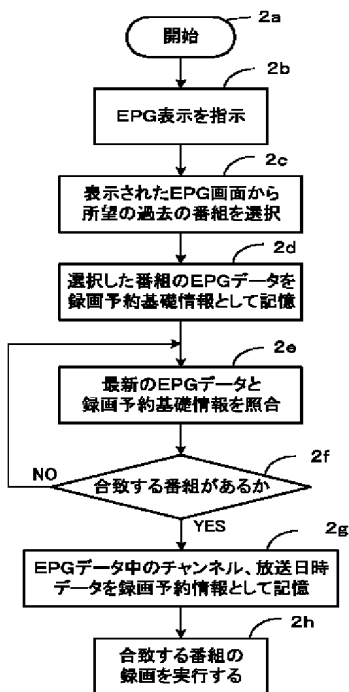 2a
開始
2b
EPG表示を指示
2c
表示されたEPG画面から
所望の過去の番組を選択
2d
選択した番組のEPGデータを
録画予約基礎情報として記憶
2e
最新のEPGデータと
録画予約基礎情報を照合
2f
NO
合致する番組があるか
YES
2g
EPGデータ中のチャンネル、放送日時
データを録画予約情報として記憶
2h
合致する番組の
録画を実行する